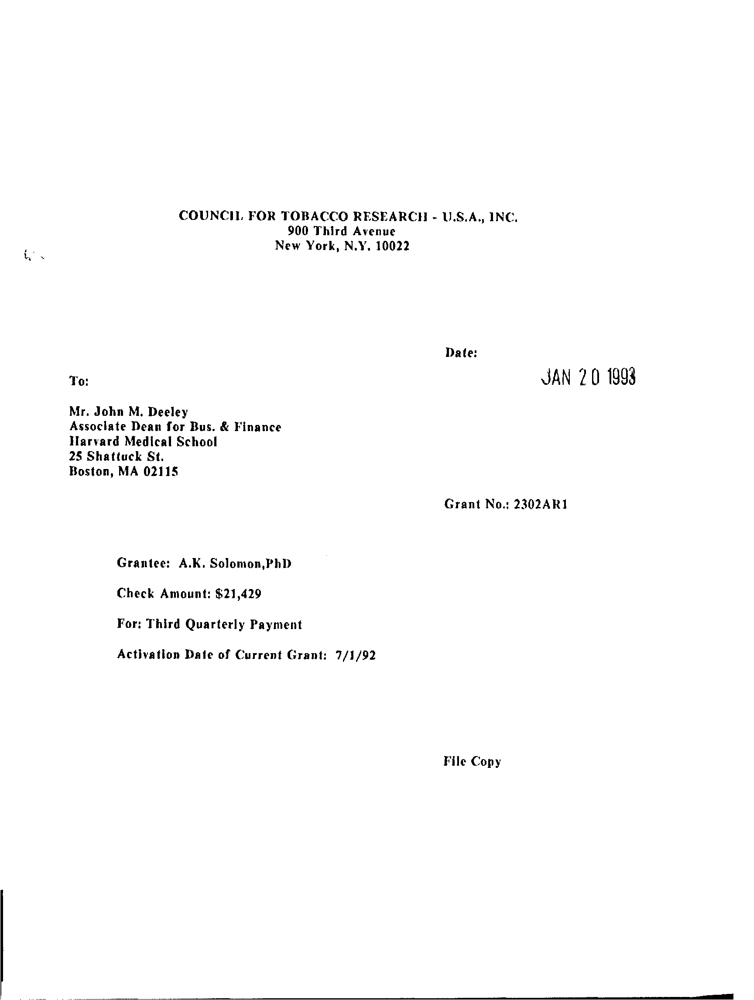 COUNCIL FOR TOBACCO RESEARCH - U.S.A., INC.
900 Third Avenue
New York, N.Y. 10022
Date:
JAN 20 1993
To:
Mr. John M. Deeley
Associate Dean for Bus. & Finance
Harvard Medical School
25 Shattuck St.
Boston, MA 02115
Grant No.: 2302AR1
Grantee: A.K. Solomon,PhD
Check Amount: $21,429
For: Third Quarterly Payment
Activation Date of Current Grant: 7/1/92
File Copy